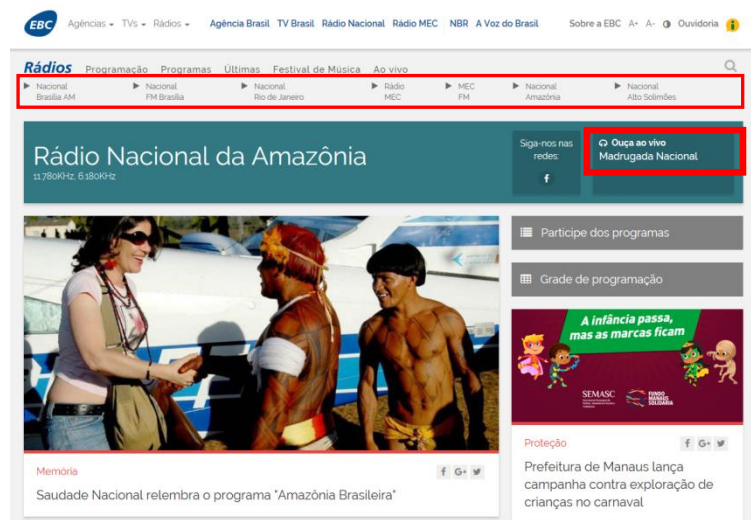 EBC Agências TVs Rádios Agência Brasil TV Brasil Rádio Nacional Rádio MEC NBR A Voz do Brasil Sobre a EBC A+ A- Ouvidoria
Rádios Programação Programas Últimas Festival de Música Ao vivo
Nacional Brasília AM
Nacional FM Brasília
Nacional Rio de Janeiro
Rádio MEC
MEC FM
Nacional Amazônia
Nacional Alto Solimões
Rádio Nacional da Amazônia
11.780KHz, 6.180KHz
Siga-nos nas
redes:
Ouça ao vivo
Madrugada Nacional
Participe dos programas
Grade de programação
A infância passa,
mas as marcas ficam
SEMASC
FUNDO
MANAUS
SOLIDÁRIA
Memória
Saudade Nacional relembra o programa "Amazônia Brasileira"
Proteção
Prefeitura de Manaus lança
campanha contra exploração de
crianças no carnaval